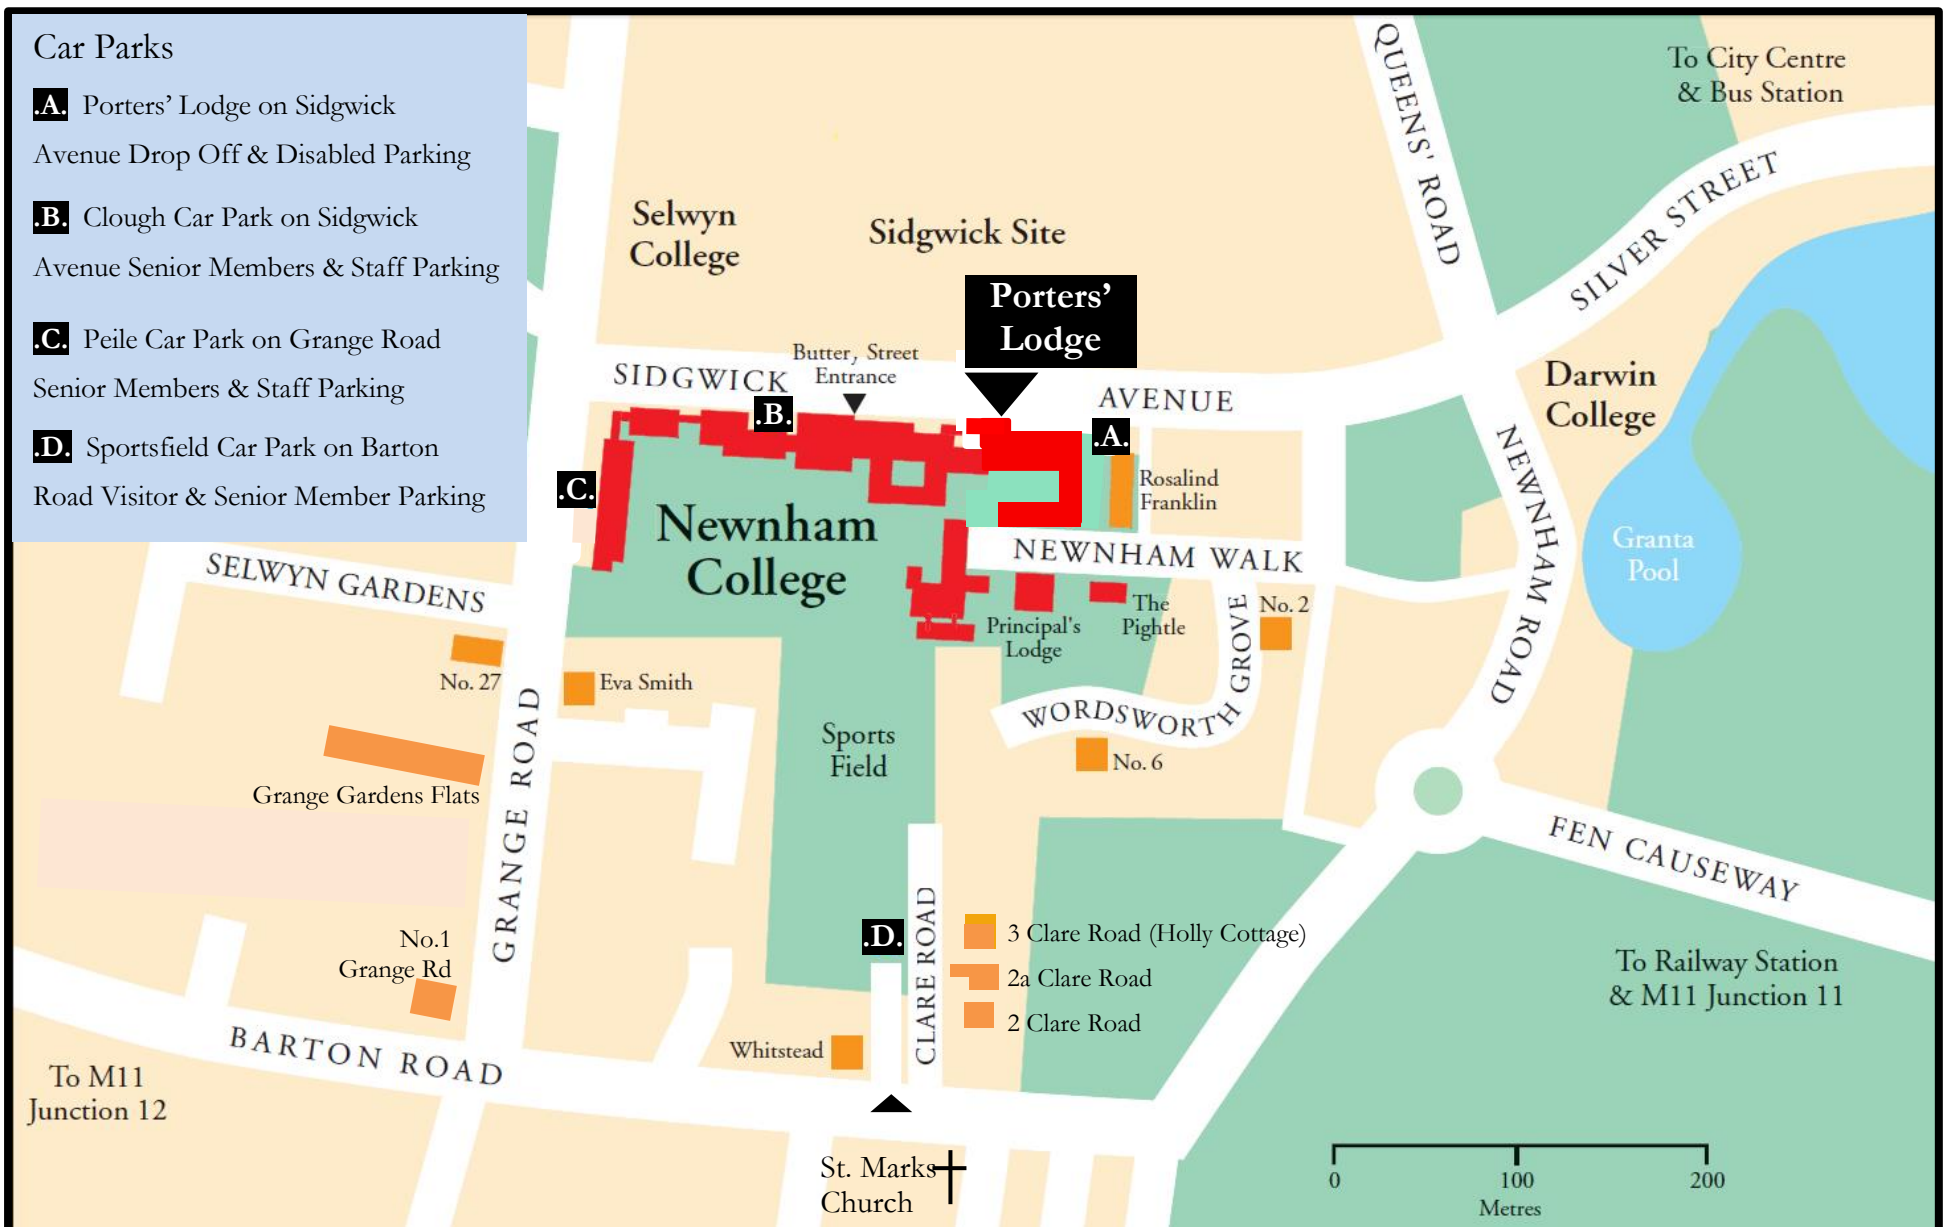 Car Parks
.A. Porters’ Lodge on Sidgwick
Avenue Drop Off & Disabled Parking
.B. Clough Car Park on Sidgwick
Avenue Senior Members & Staff Parking
.C. Peile Car Park on Grange Road
Senior Members & Staff Parking
.D. Sportsfield Car Park on Barton
Road Visitor & Senior Member Parking
QUEENS' ROAD
To City Centre
& Bus Station
SILVER STREET
Selwyn
College
Sidgwick Site
Porters’
Lodge
Butter, Street
Entrance
SIDGWICK
AVENUE
Darwin
College
.B.
.A.
.C.
Rosalind
Franklin
Newnham
College
NEWNHAM WALK
NEWNHAM ROAD
Granta
Pool
SELWYN GARDENS
The
Pightle
Principal's
Lodge
No. 2
No. 27
Eva Smith
WORDSWORTH GROVE
No. 6
Sports
Field
GRANGE ROAD
Grange Gardens Flats
FEN CAUSEWAY
No.1
Grange Rd
.D.
CLARE ROAD
3 Clare Road (Holly Cottage)
2a Clare Road
2 Clare Road
To Railway Station
& M11 Junction 11
BARTON ROAD
Whitstead
To M11
Junction 12
St. Marks
Church
0 100 200
Metres